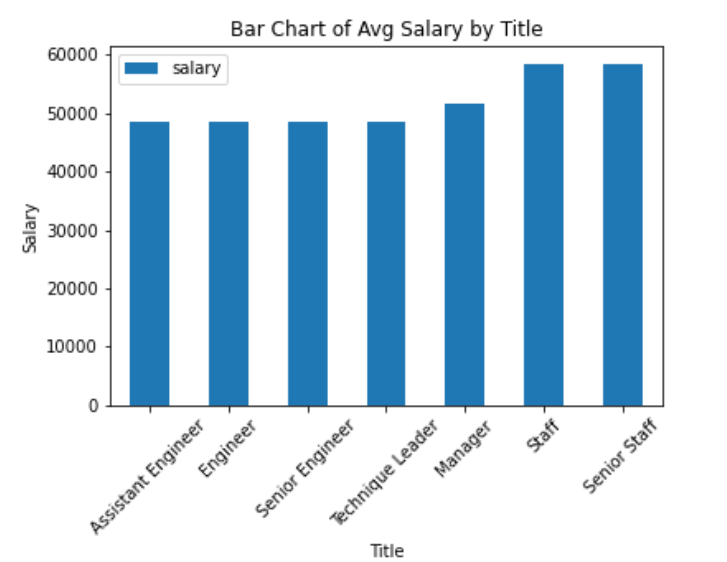 Bar Chart of Avg Salary by Title
salary
60000
50000
40000
30000
20000
10000
0
Salary
Assistant Engineer
Engineer
Senior Engineer
Technique Leader
Manager
Staff
Senior Staff
Title